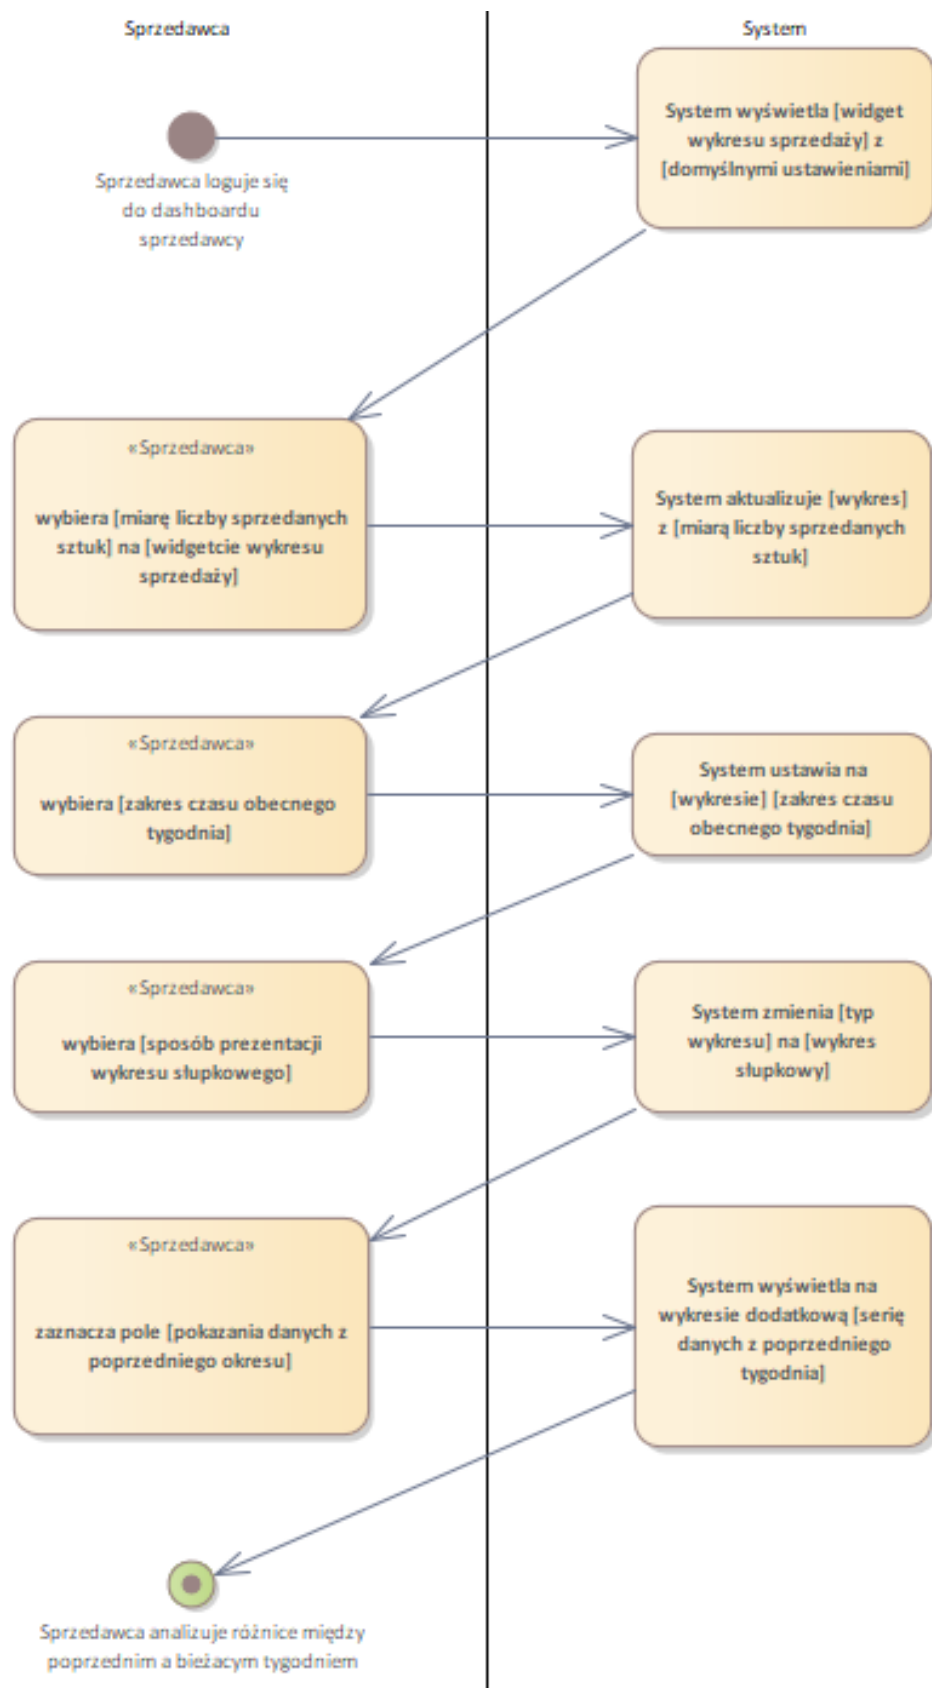 Sprzedawca
System
Sprzedawca loguje się
do dashboardu
sprzedawcy
System wyświetla [widget
wykresu sprzedaży] z
[domyślnymi ustawieniami]
«Sprzedawca»
wybiera [miarę liczby sprzedanych
sztuk] na [widgetcie wykresu
sprzedaży]
System aktualizuje [wykres]
z [miarą liczby sprzedanych
sztuk]
«Sprzedawca»
wybiera [zakres czasu obecnego
tygodnia]
System ustawia na
[wykresie] [zakres czasu
obecnego tygodnia]
«Sprzedawca»
wybiera [sposób prezentacji
wykresu słupkowego]
System zmienia [typ
wykresu] na [wykres
słupkowy]
«Sprzedawca»
zaznacza pole [pokazania danych z
poprzedniego okresu]
System wyświetla na
wykresie dodatkową [serię
danych z poprzedniego
tygodnia]
Sprzedawca analizuje różnice między
poprzednim a bieżacym tygodniem